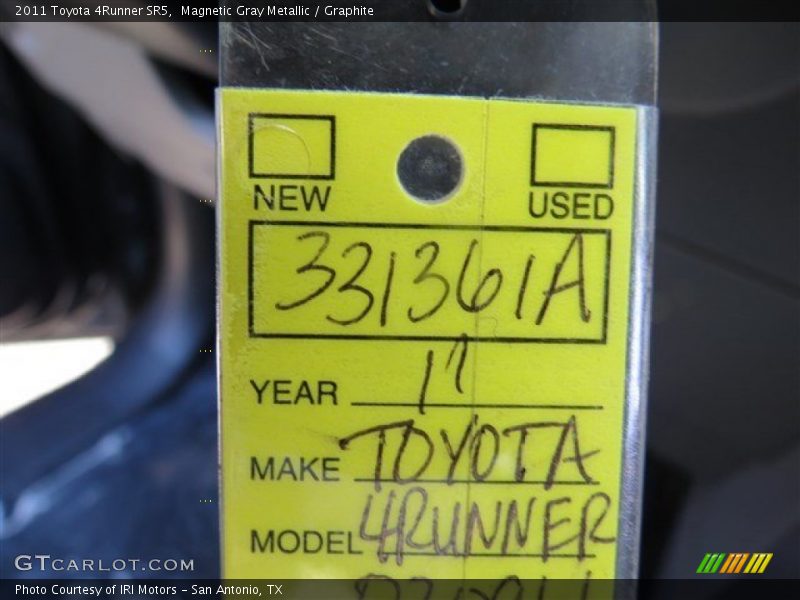 2011 Toyota 4Runner SR5, Magnetic Gray Metallic / Graphite
NEW USED
331361A
YEAR 11
MAKE TOYOTA
MODEL 4RUNNER
GTCARLOT.COM
Photo Courtesy of IRI Motors – San Antonio, TX